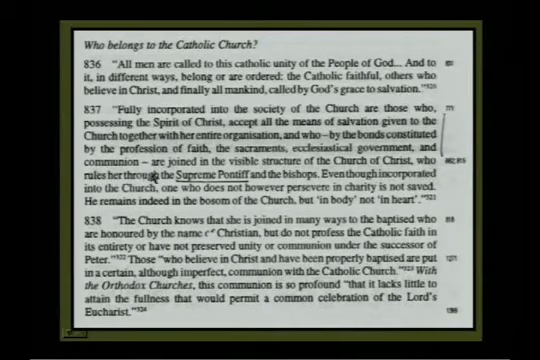 Who belongs to the Catholic Church?
836 "All men are called to this catholic unity of the People of God... And to
it, in different ways, belong or are ordered: the Catholic faithful, others who
believe in Christ, and finally all mankind, called by God's grace to salvation."320
837 "Fully incorporated into the society of the Church are those who,
possessing the Spirit of Christ, accept all the means of salvation given to the
Church together with her entire organisation, and who – by the bonds constituted
by the profession of faith, the sacraments, ecclesiastical government, and
communion – are joined in the visible structure of the Church of Christ, who
rules her through the Supreme Pontiff and the bishops. Even though incorporated
into the Church, one who does not however persevere in charity is not saved.
He remains indeed in the bosom of the Church, but 'in body' not 'in heart'."321
838 "The Church knows that she is joined in many ways to the baptised who
are honoured by the name of Christian, but do not profess the Catholic faith in
its entirety or have not preserved unity or communion under the successor of
Peter."322 Those "who believe in Christ and have been properly baptised are put
in a certain, although imperfect, communion with the Catholic Church."323 With
the Orthodox Churches, this communion is so profound "that it lacks little to
attain the fullness that would permit a common celebration of the Lord's
Eucharist."324